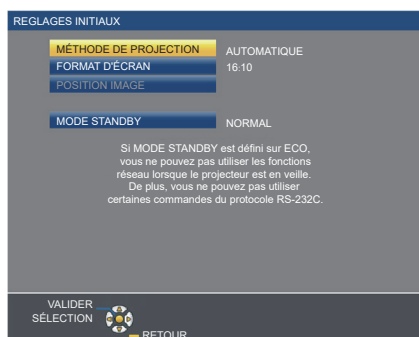 REGLAGES INITIAUX
MÉTHODE DE PROJECTION AUTOMATIQUE
FORMAT D'ÉCRAN 16:10
POSITION IMAGE
MODE STANDBY NORMAL
Si MODE STANDBY est défini sur ECO,
vous ne pouvez pas utiliser les fonctions
réseau lorsque le projecteur est en veille.
De plus, vous ne pouvez pas utiliser
certaines commandes du protocole RS-232C.
VALIDER
SÉLECTION
RETOUR